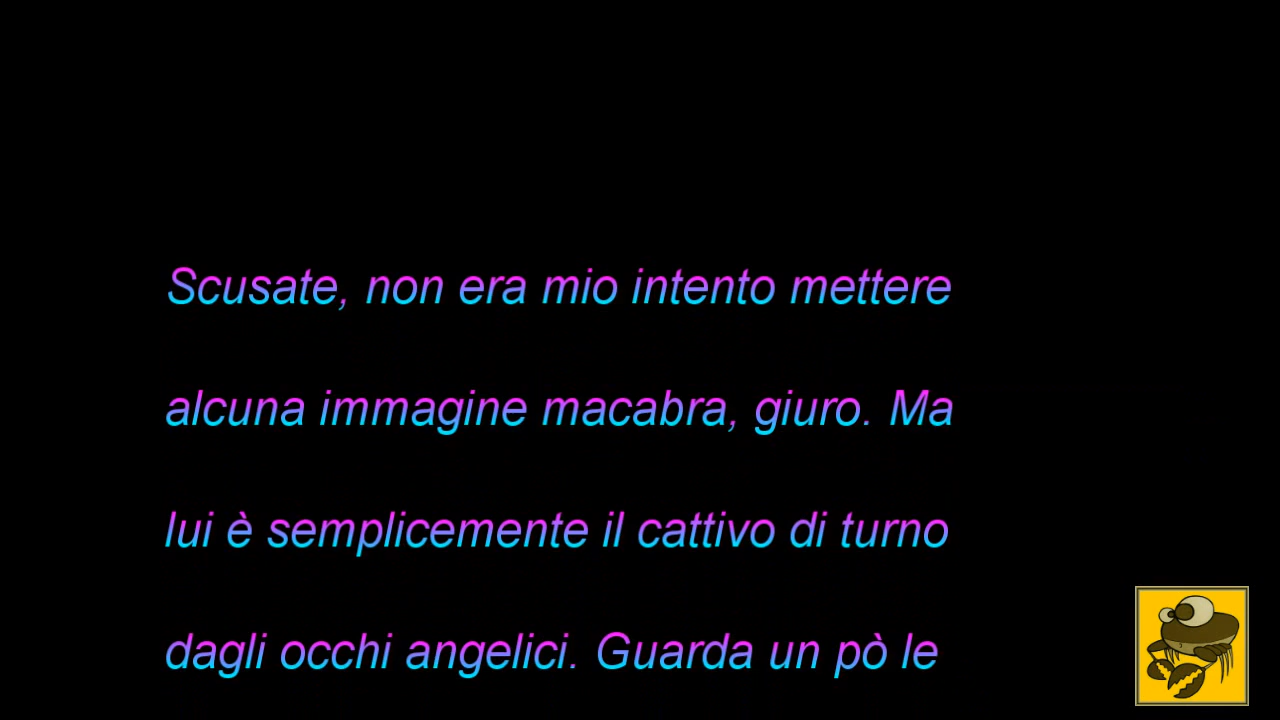 Scusate, non era mio intento mettere
alcuna immagine macabra, giuro. Ma
lui è semplicemente il cattivo di turno
dagli occhi angelici. Guarda un pò le